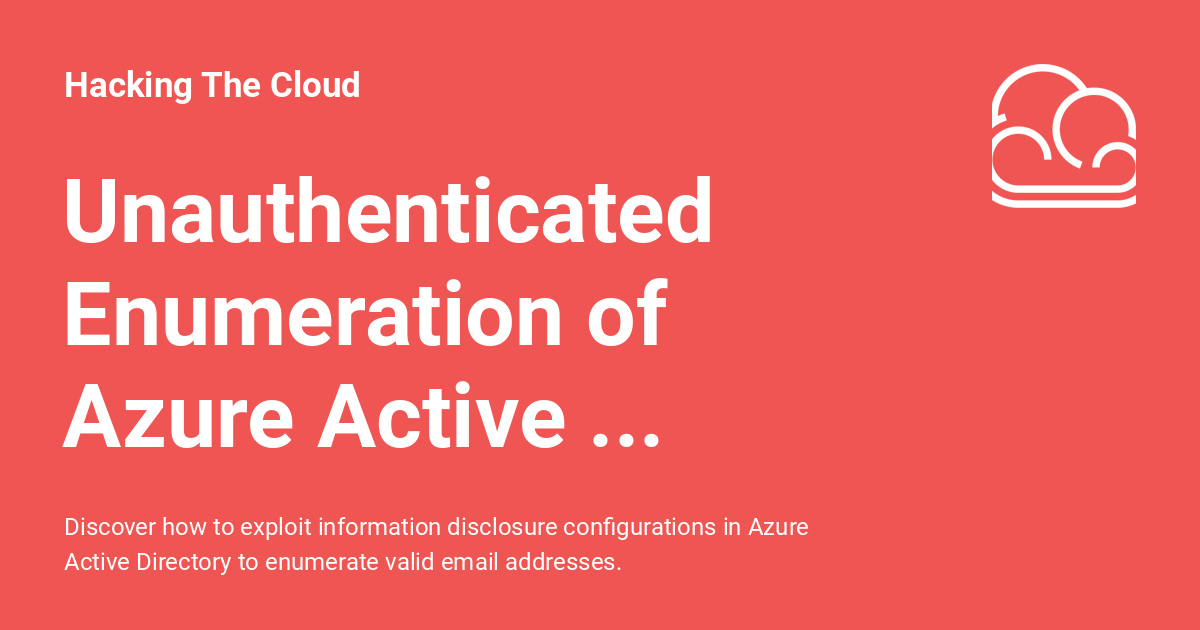 Hacking The Cloud
Unauthenticated
Enumeration of
Azure Active ...
Discover how to exploit information disclosure configurations in Azure
Active Directory to enumerate valid email addresses.